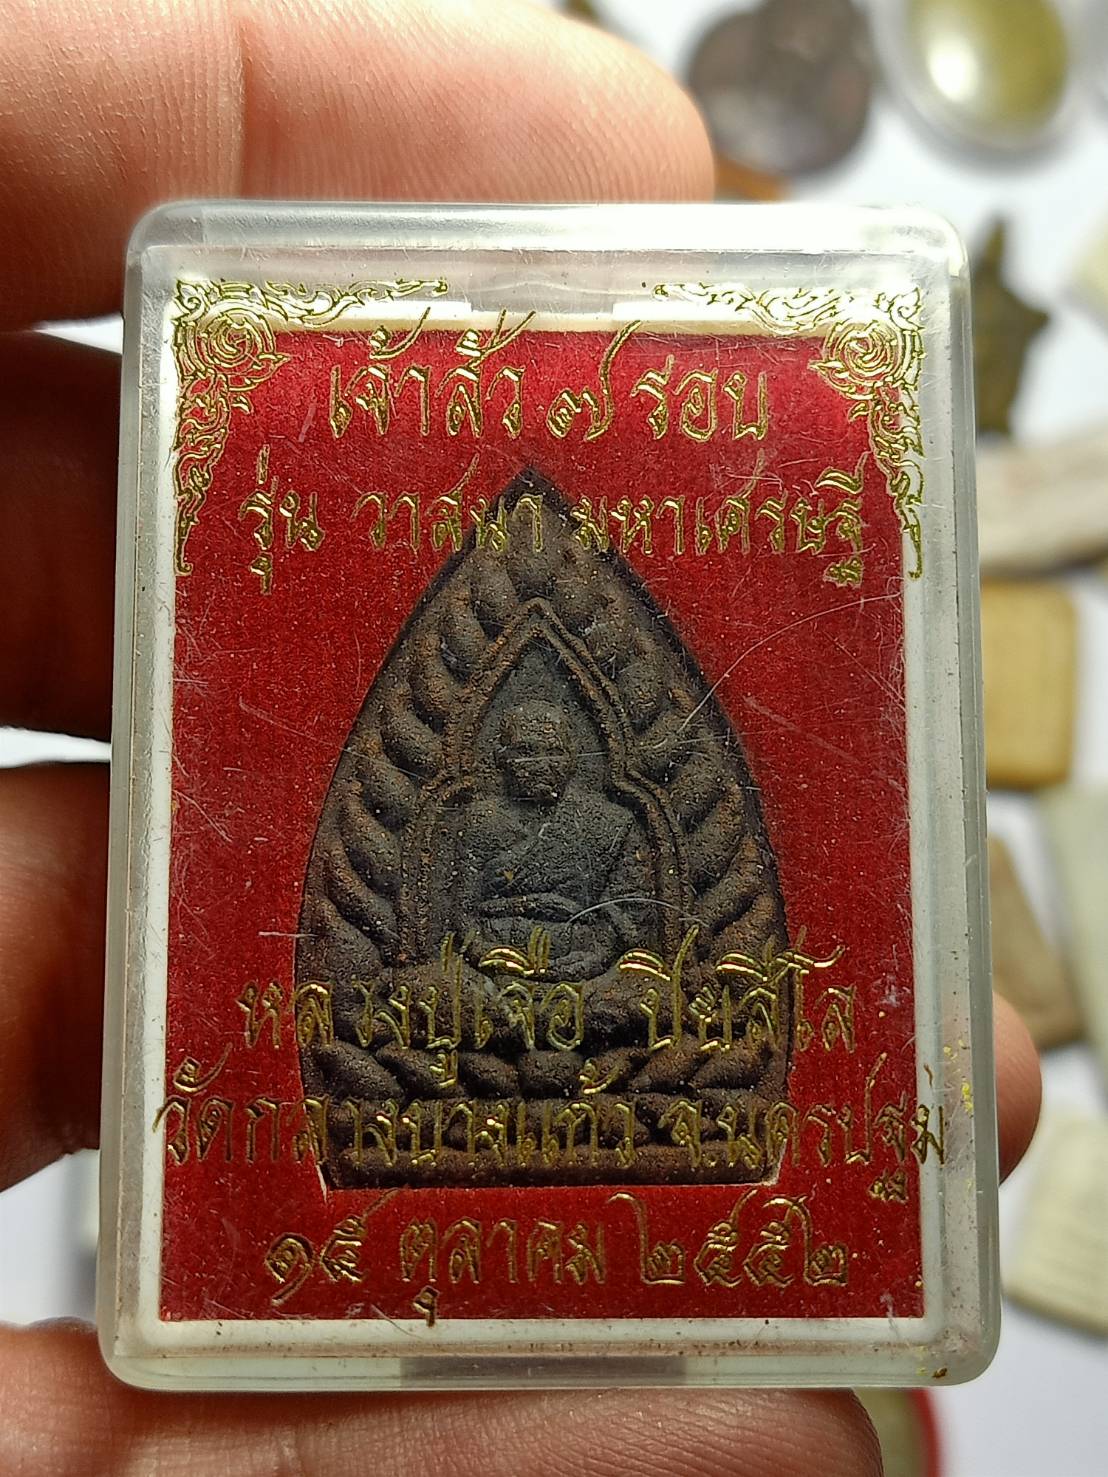 เจ้าสัว ๗ รอบ
รุ่น วาสนา มหาเศรษฐี
หลวงปู่เจือ ปิยสีโล
วัดกลางบางแก้ว จ.นครปฐม
๑๕ ตุลาคม ๒๕๕๒